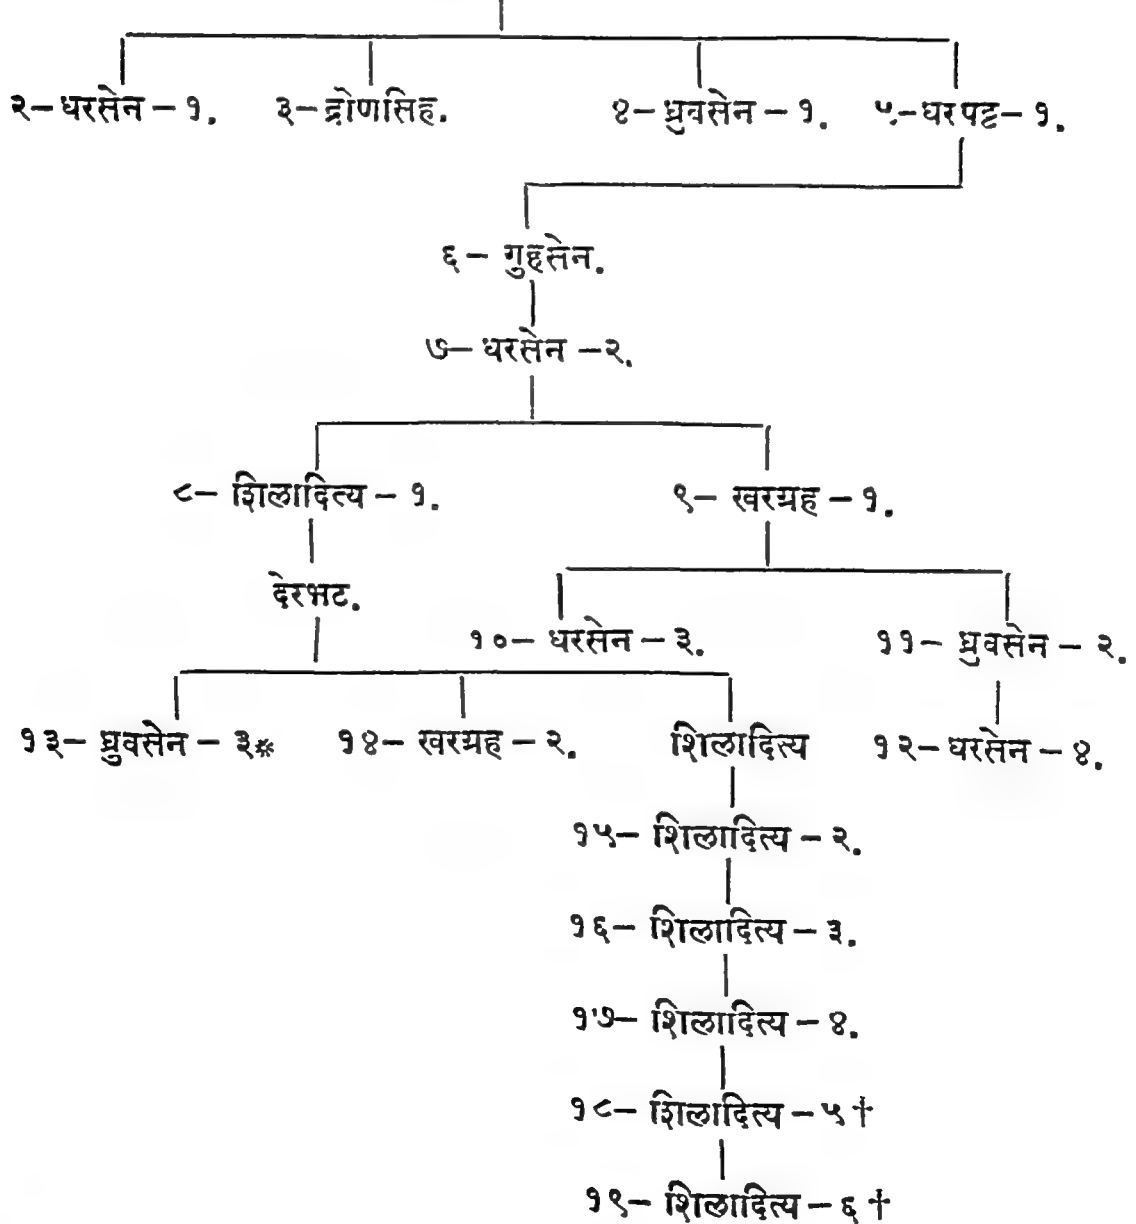 २–धरसेन – १. ३–द्रोणसिंह. ४–ध्रुवसेन – १. ५–धरपट्ट– १.
६– गुहसेन.
७– धरसेन –२.
८– शिलादित्य – १. ९– खरग्रह – १.
देरभट.
१०– धरसेन – ३. ११– ध्रुवसेन – २.
१३– ध्रुवसेन – ३* १४– खरग्रह – २. शिलादित्य १२–धरसेन – ४.
१५– शिलादित्य – २.
१६– शिलादित्य – ३.
१७– शिलादित्य – ४.
१८– शिलादित्य – ५ †
१९– शिलादित्य – ६ †